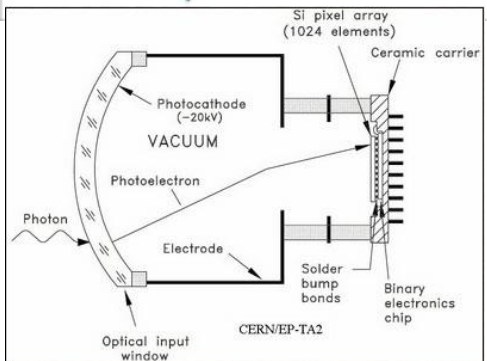 Si pixel array
(1024 elements)
Ceramic carrier
Photocathode
(-20kV)
VACUUM
Photoelectron
Photon
Electrode
Solder
bump
bonds
Binary
electronics
chip
CERN/EP-TA2
Optical input
window